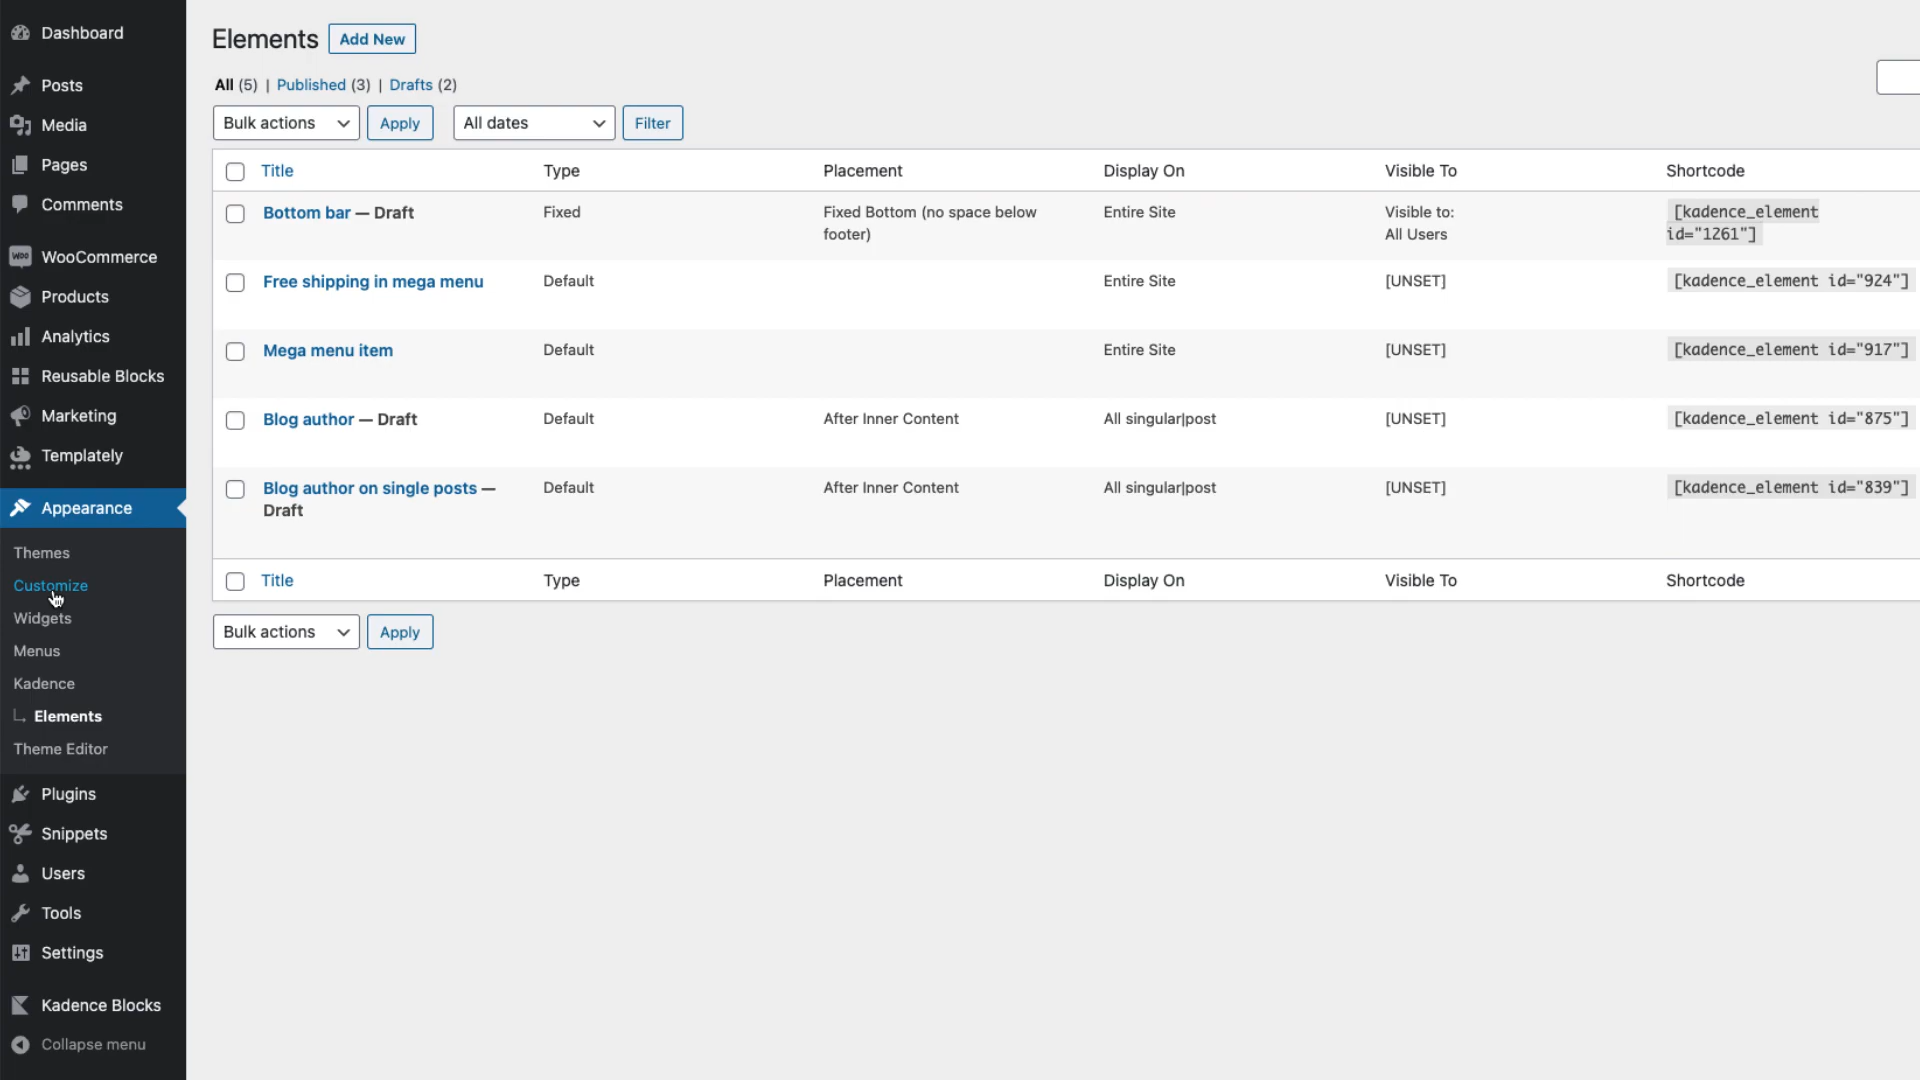 Dashboard
Posts
Media
Pages
Comments
WOO WooCommerce
Products
Analytics
Reusable Blocks
Marketing
Templately
Appearance
Themes
Customize
Widgets
Menus
Kadence
Elements
Theme Editor
Plugins
Snippets
Users
Tools
Settings
Kadence Blocks
Collapse menu
Elements Add New
All (5) | Published (3) | Drafts (2)
Bulk actions Apply All dates Filter
Title Type Placement Display On Visible To Shortcode
Bottom bar — Draft Fixed Fixed Bottom (no space below Entire Site Visible to: [kadence_element
footer) All Users id="1261"]
Free shipping in mega menu Default Entire Site [UNSET] [kadence_element id="924"]
Mega menu item Default Entire Site [UNSET] [kadence_element id="917"]
Blog author — Draft Default After Inner Content All singular|post [UNSET] [kadence_element id="875"]
Blog author on single posts — Default After Inner Content All singular|post [UNSET] [kadence_element id="839"]
Draft
Title Type Placement Display On Visible To Shortcode
Bulk actions Apply